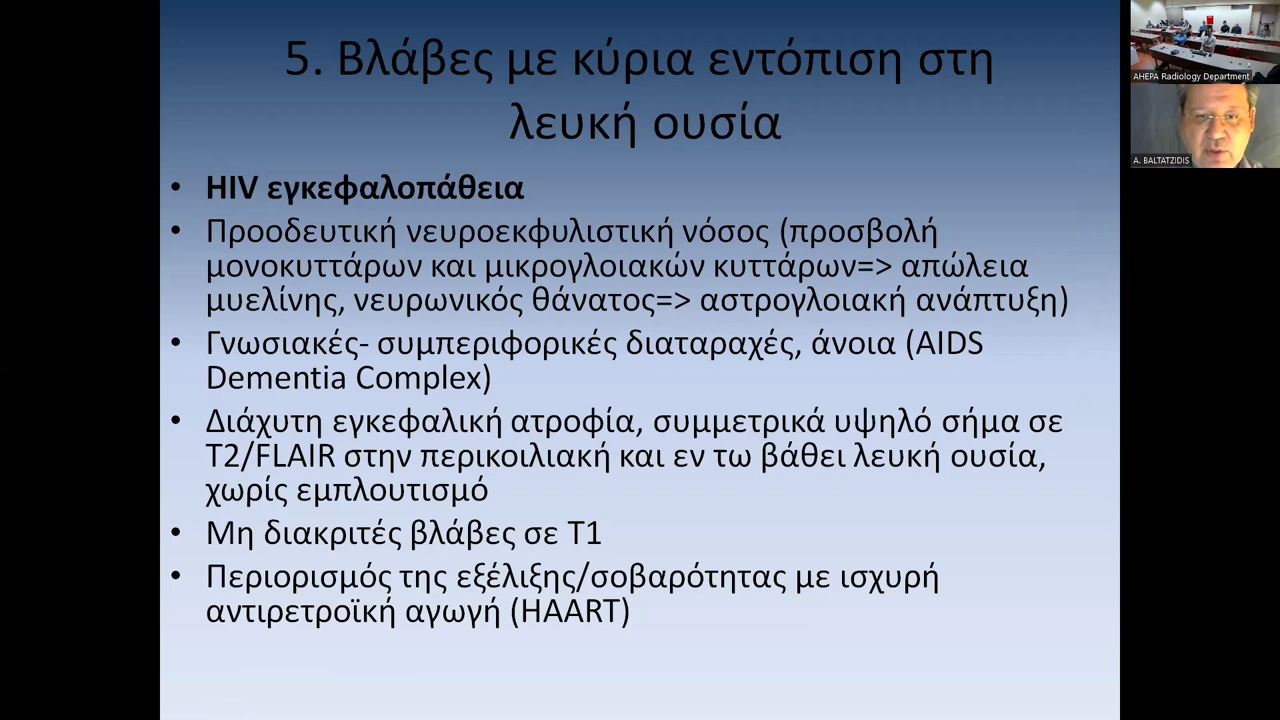 5. Βλάβες με κύρια εντόπιση στη
λευκή ουσία
• HIV εγκεφαλοπάθεια
• Προοδευτική νευροεκφυλιστική νόσος (προσβολή
μονοκυττάρων και μικρογλοιακών κυττάρων=> απώλεια
μυελίνης, νευρωνικός θάνατος=> αστρογλοιακή ανάπτυξη)
• Γνωσιακές- συμπεριφορικές διαταραχές, άνοια (AIDS
Dementia Complex)
• Διάχυτη εγκεφαλική ατροφία, συμμετρικά υψηλό σήμα σε
T2/FLAIR στην περικοιλιακή και εν τω βάθει λευκή ουσία,
χωρίς εμπλουτισμό
• Μη διακριτές βλάβες σε T1
• Περιορισμός της εξέλιξης/σοβαρότητας με ισχυρή
αντιρετροϊκή αγωγή (HAART)
AHEPA Radiology Department
A. BALTATZIDIS